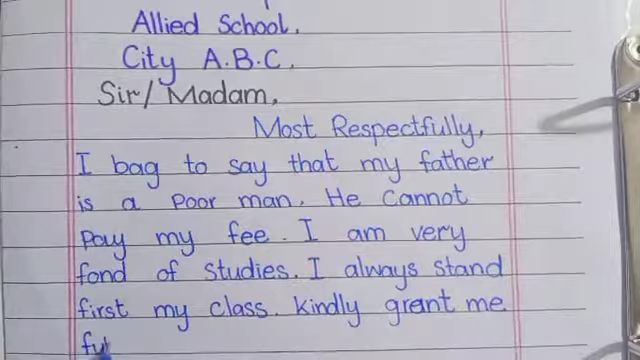 Allied School,
City A.B.C.
Sir/Madam,
Most Respectfully,
I bag to say that my father
is a poor man. He cannot
pay my fee. I am very
fond of studies. I always stand
first my class. Kindly grant me
fu